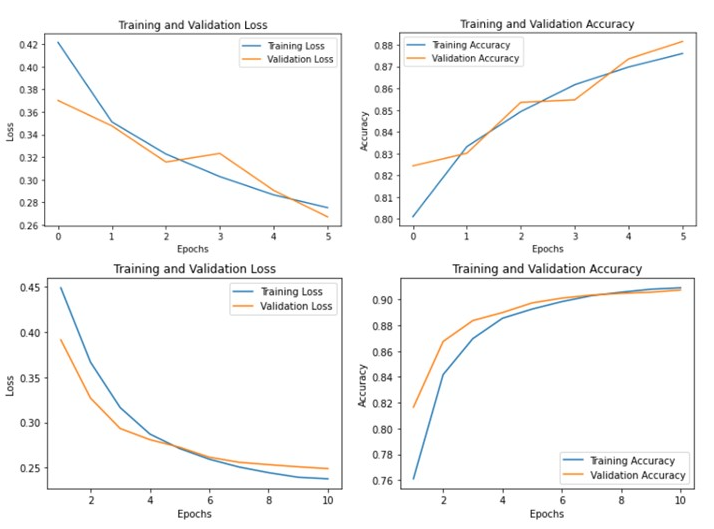 Training and Validation Loss
Training Loss
Validation Loss
Loss
0.42
0.40
0.38
0.36
0.34
0.32
0.30
0.28
0.26
0
1
2
3
4
5
Epochs
Training and Validation Accuracy
Training Accuracy
Validation Accuracy
Accuracy
0.88
0.87
0.86
0.85
0.84
0.83
0.82
0.81
0.80
0
1
2
3
4
5
Epochs
Training and Validation Loss
Training Loss
Validation Loss
Loss
0.45
0.40
0.35
0.30
0.25
2
4
6
8
10
Epochs
Training and Validation Accuracy
Accuracy
0.90
0.88
0.86
0.84
0.82
0.80
0.78
0.76
Training Accuracy
Validation Accuracy
2
4
6
8
10
Epochs